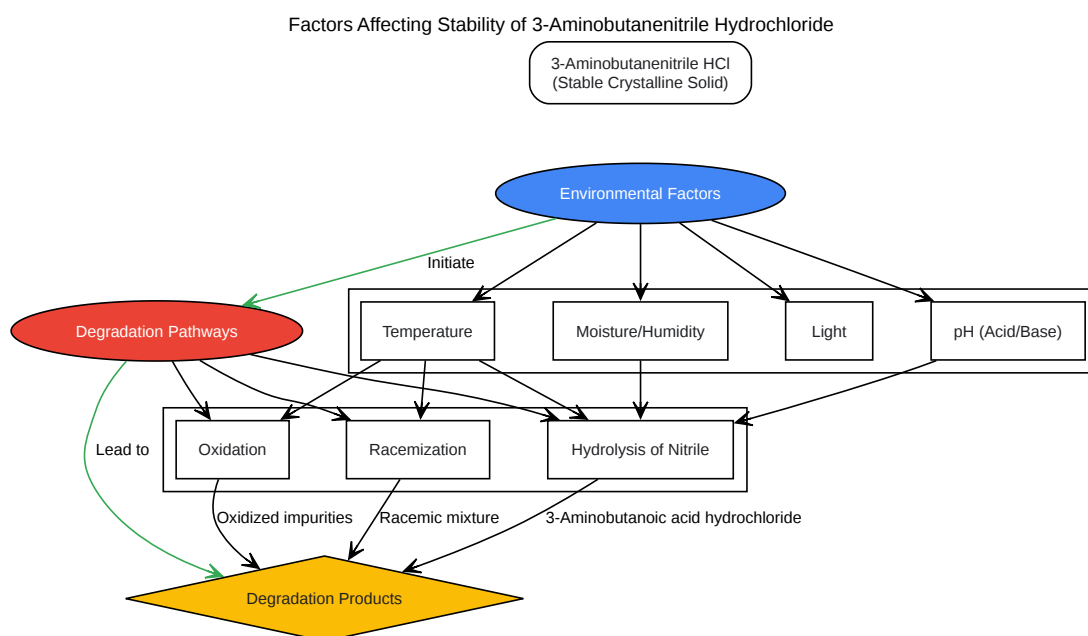 Factors Affecting Stability of 3-Aminobutanenitrile Hydrochloride
3-Aminobutanenitrile HCl
(Stable Crystalline Solid)
Environmental Factors
Initiate
Degradation Pathways
Temperature
Moisture/Humidity
Light
pH (Acid/Base)
Lead to
Oxidation
Racemization
Hydrolysis of Nitrile
Oxidized impurities
Racemic mixture
3-Aminobutanoic acid hydrochloride
Degradation Products